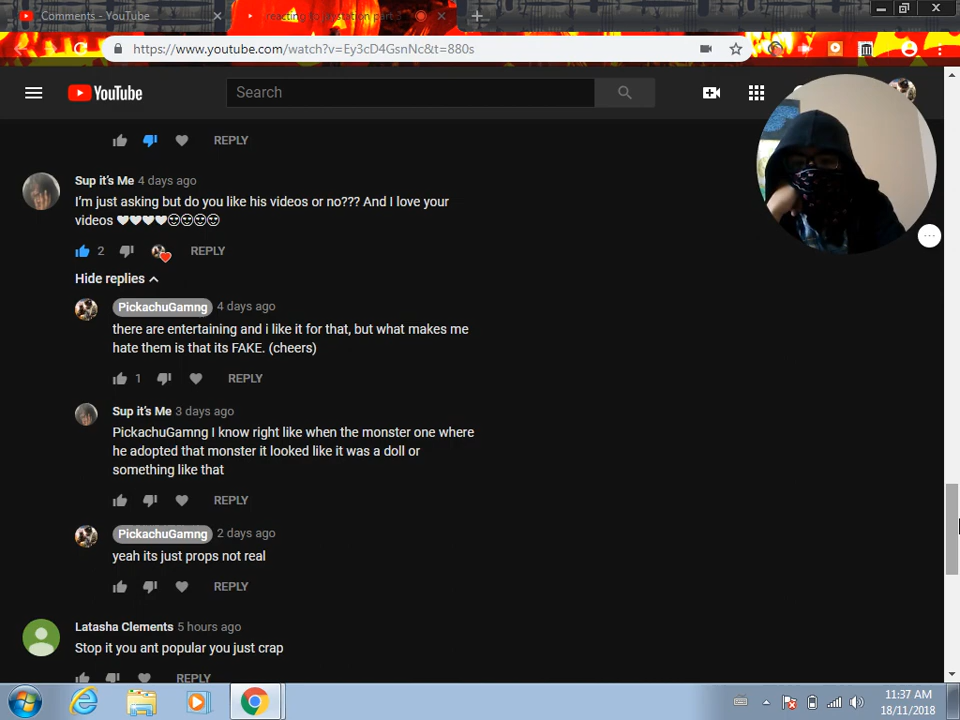 Comments - YouTube
reacting to jaystation part 3
https://www.youtube.com/watch?v=Ey3cD4GsnNc&t=880s
YouTube
Search
REPLY
Sup it's Me 4 days ago
I'm just asking but do you like his videos or no??? And I love your
videos ❤❤❤❤😍😍😍😍
2 REPLY
Hide replies
PickachuGamng 4 days ago
there are entertaining and i like it for that, but what makes me
hate them is that its FAKE. (cheers)
1 REPLY
Sup it's Me 3 days ago
PickachuGamng I know right like when the monster one where
he adopted that monster it looked like it was a doll or
something like that
REPLY
PickachuGamng 2 days ago
yeah its just props not real
REPLY
Latasha Clements 5 hours ago
Stop it you ant popular you just crap
REPLY
11:37 AM
18/11/2018